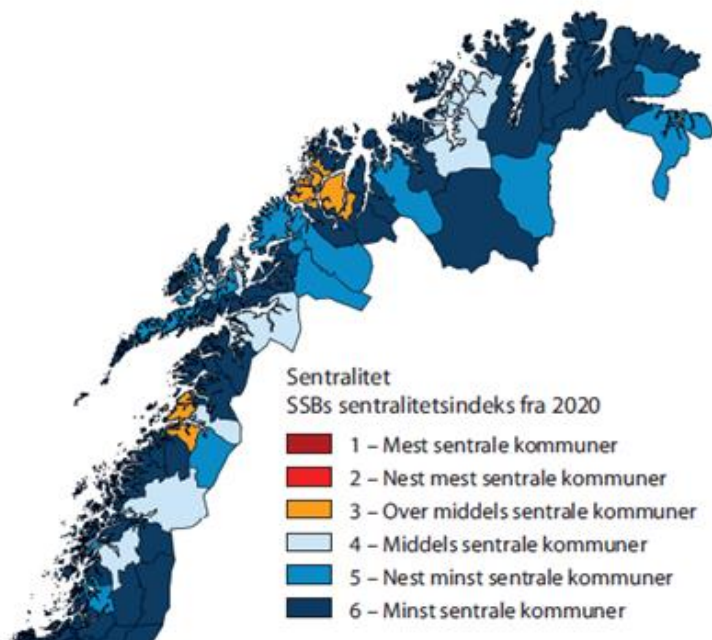 Sentralitet
SSBs sentralitetsindeks fra 2020
1 – Mest sentrale kommuner
2 – Nest mest sentrale kommuner
3 – Over middels sentrale kommuner
4 – Middels sentrale kommuner
5 – Nest minst sentrale kommuner
6 – Minst sentrale kommuner